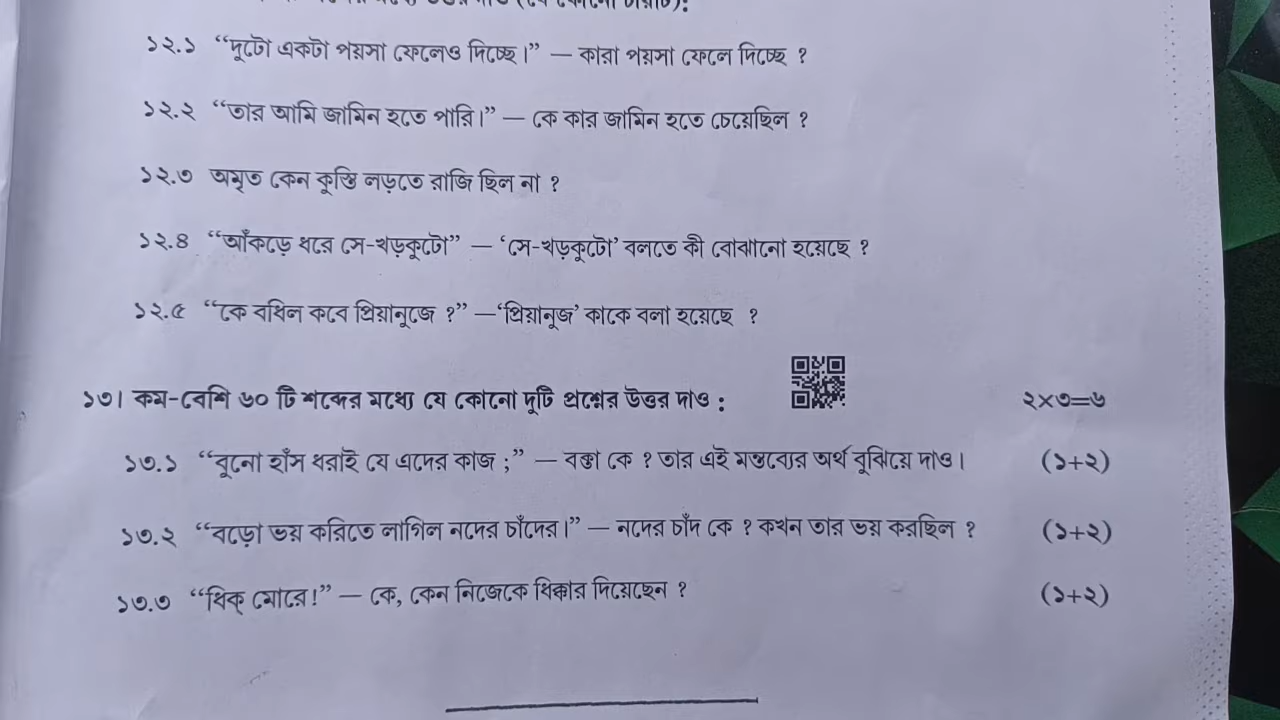 (যে কোনো চারটি):
১২.১ “দুটো একটা পয়সা ফেলেও দিচ্ছে।” — কারা পয়সা ফেলে দিচ্ছে ?
১২.২ “তার আমি জামিন হতে পারি।” — কে কার জামিন হতে চেয়েছিল ?
১২.৩ অমৃত কেন কুস্তি লড়তে রাজি ছিল না ?
১২.৪ “আঁকড়ে ধরে সে-খড়কুটো” — ‘সে-খড়কুটো’ বলতে কী বোঝানো হয়েছে ?
১২.৫ “কে বধিল কবে প্রিয়ানুজে ?” —‘প্রিয়ানুজ’ কাকে বলা হয়েছে ?
১৩। কম-বেশি ৬০ টি শব্দের মধ্যে যে কোনো দুটি প্রশ্নের উত্তর দাও : ২×৩=৬
১৩.১ “বুনো হাঁস ধরাই যে এদের কাজ ;” — বক্তা কে ? তার এই মন্তব্যের অর্থ বুঝিয়ে দাও। (১+২)
১৩.২ “বড়ো ভয় করিতে লাগিল নদের চাঁদের।” — নদের চাঁদ কে ? কখন তার ভয় করছিল ? (১+২)
১৩.৩ “ধিক্ মোরে!” — কে, কেন নিজেকে ধিক্কার দিয়েছেন ? (১+২)